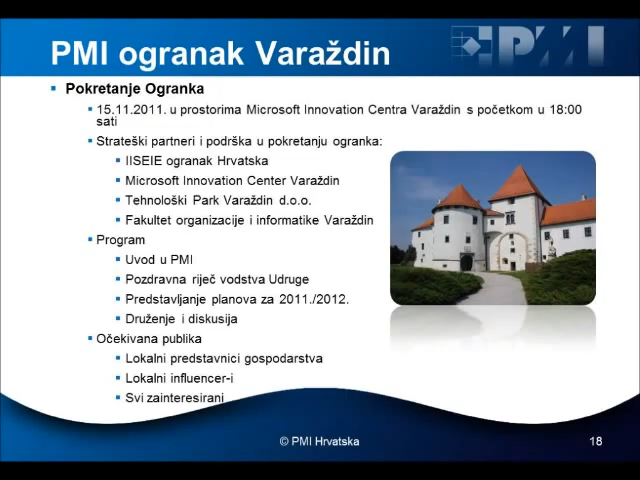 PMI ogranak Varaždin
PMI
Pokretanje Ogranka
15.11.2011. u prostorima Microsoft Innovation Centra Varaždin s početkom u 18:00
sati
Strateški partneri i podrška u pokretanju ogranka:
IISEIE ogranak Hrvatska
Microsoft Innovation Center Varaždin
Tehnološki Park Varaždin d.o.o.
Fakultet organizacije i informatike Varaždin
Program
Uvod u PMI
Pozdravna riječ vodstva Udruge
Predstavljanje planova za 2011./2012.
Druženje i diskusija
Očekivana publika
Lokalni predstavnici gospodarstva
Lokalni influencer-i
Svi zainteresirani
© PMI Hrvatska
18